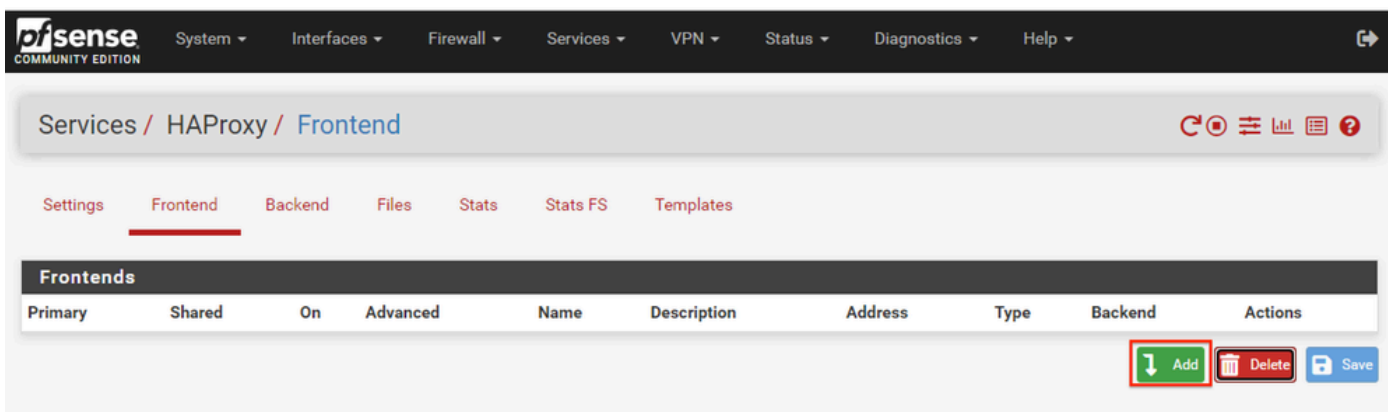 pfsense System Interfaces Firewall Services VPN Status Diagnostics Help
COMMUNITY EDITION
Services / HAProxy / Frontend
Settings Frontend Backend Files Stats Stats FS Templates
Frontends
Primary Shared On Advanced Name Description Address Type Backend Actions
Add Delete Save